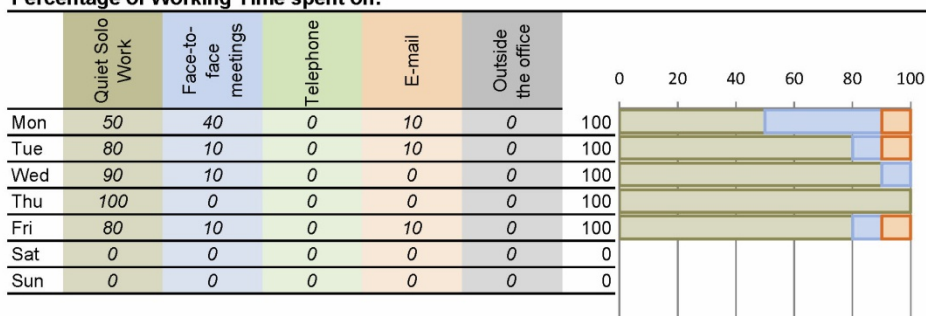 Percentage of Working Time spent on:
Quiet Solo
Work
Face-to-
face
meetings
Telephone
E-mail
Outside
the office
0 20 40 60 80 100
Mon 50 40 0 10 0 100
Tue 80 10 0 10 0 100
Wed 90 10 0 0 0 100
Thu 100 0 0 0 0 100
Fri 80 10 0 10 0 100
Sat 0 0 0 0 0 0
Sun 0 0 0 0 0 0